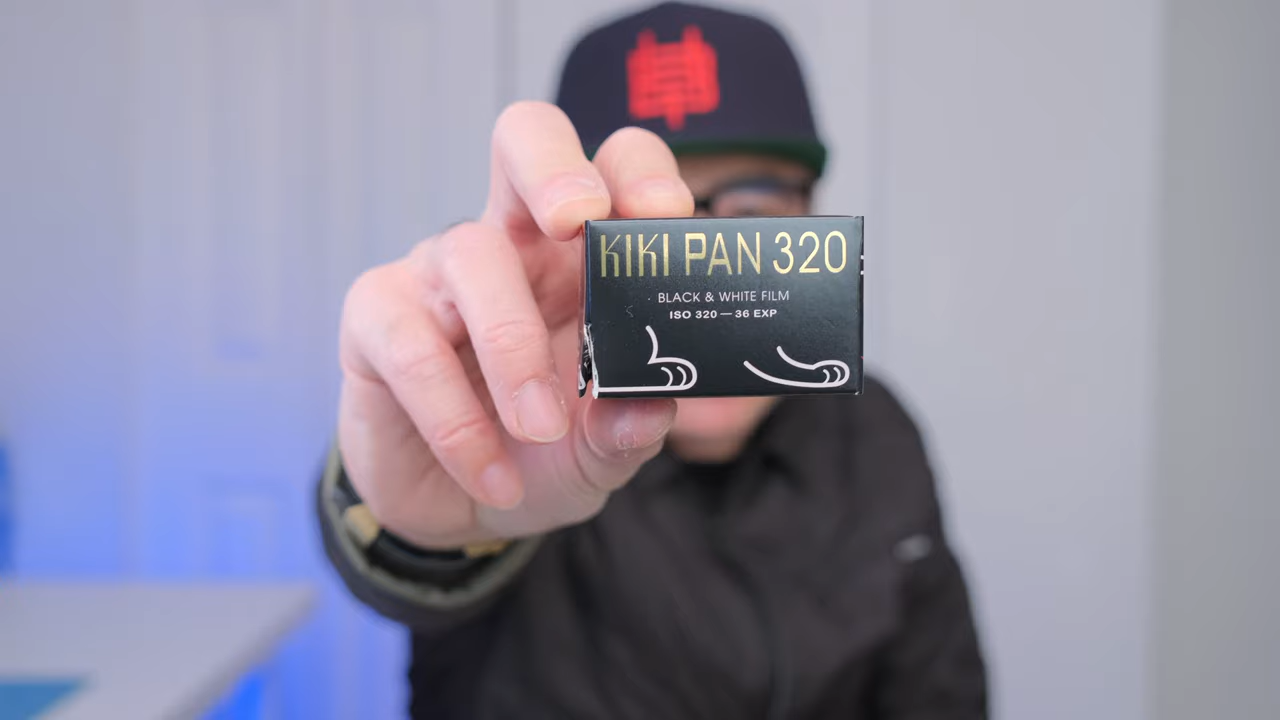 KIKI PAN 320
BLACK & WHITE FILM
ISO 320 — 36 EXP